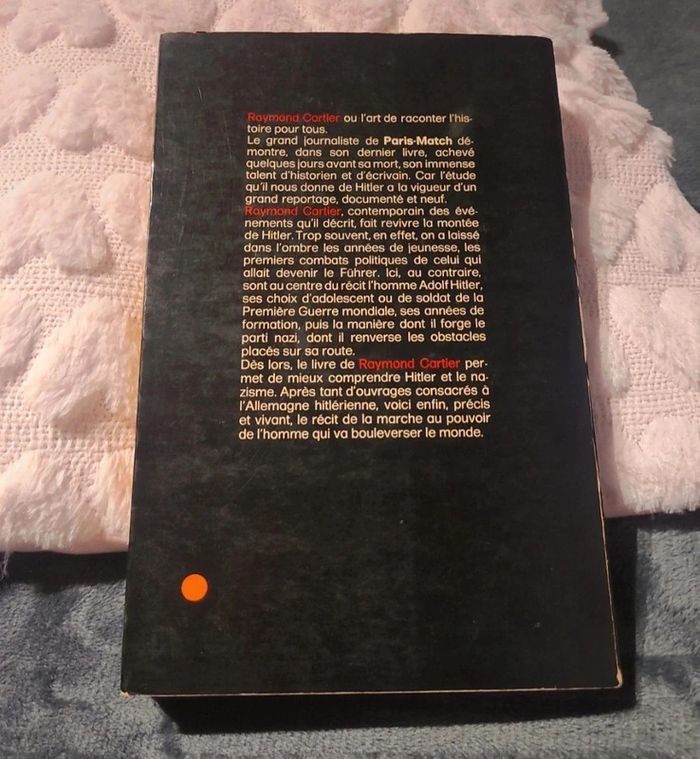 Raymond Cartier ou l'art de raconter l'his-
toire pour tous.
Le grand journaliste de Paris-Match dé-
montre, dans son dernier livre, achevé
quelques jours avant sa mort, son immense
talent d'historien et d'écrivain. Car l'étude
qu'il nous donne de Hitler a la vigueur d'un
grand reportage, documenté et neuf.
Raymond Cartier, contemporain des évé-
nements qu'il décrit, fait revivre la montée
de Hitler. Trop souvent, en effet, on a laissé
dans l'ombre les années de jeunesse, les
premiers combats politiques de celui qui
allait devenir le Führer. Ici, au contraire,
sont au centre du récit l'homme Adolf Hitler,
ses choix d'adolescent ou de soldat de la
Première Guerre mondiale, ses années de
formation, puis la manière dont il forge le
parti nazi, dont il renverse les obstacles
placés sur sa route.
Dès lors, le livre de Raymond Cartier per-
met de mieux comprendre Hitler et le na-
zisme. Après tant d'ouvrages consacrés à
l'Allemagne hitlérienne, voici enfin, précis
et vivant, le récit de la marche au pouvoir
de l'homme qui va bouleverser le monde.